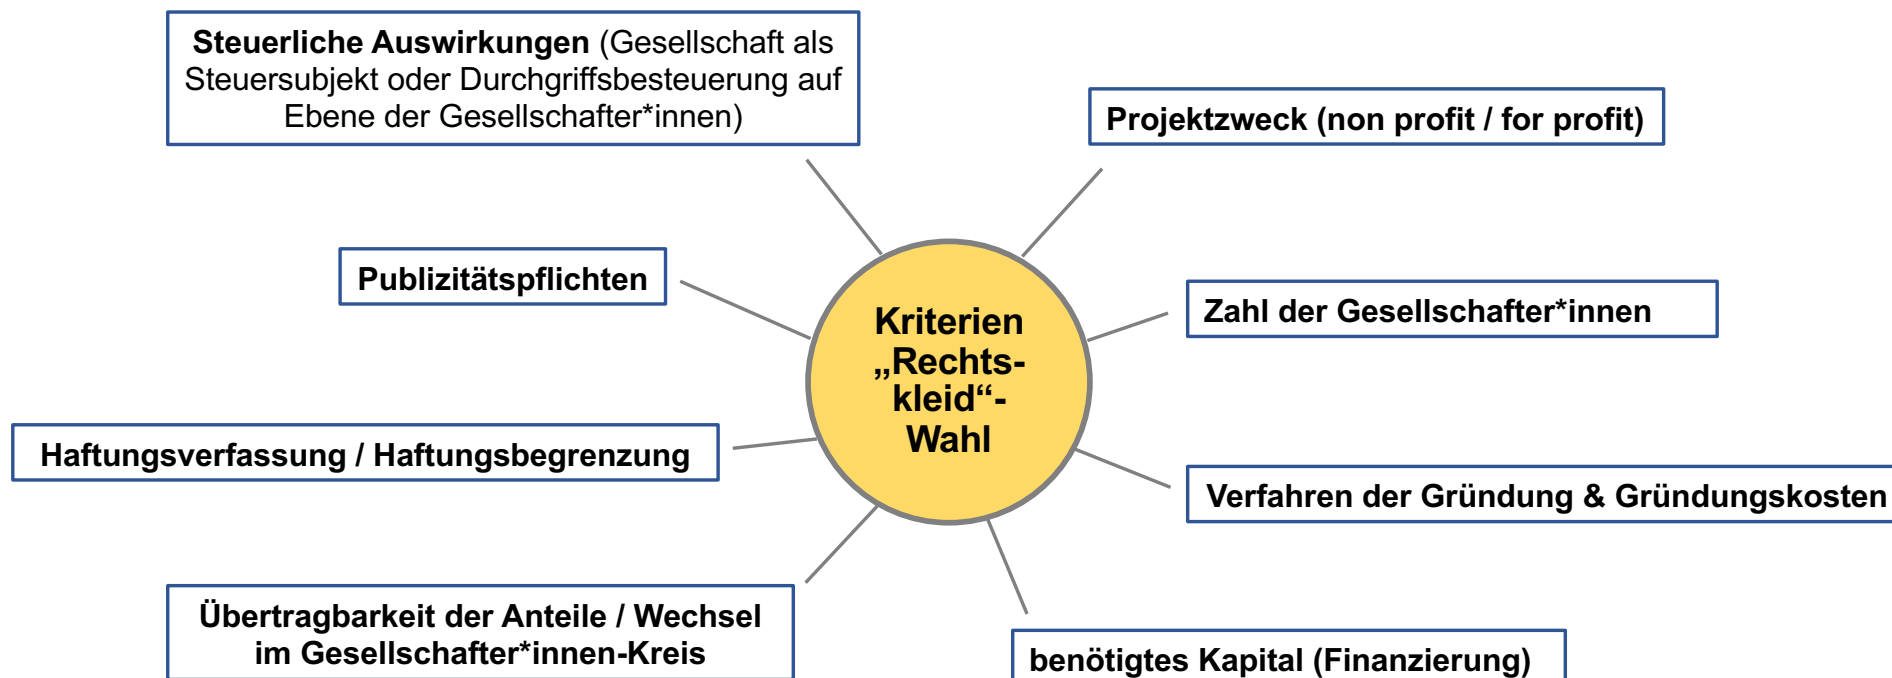 Steuerliche Auswirkungen (Gesellschaft als
Steuersubjekt oder Durchgriffsbesteuerung auf
Ebene der Gesellschafter*innen)
Projektzweck (non profit / for profit)
Publizitätspflichten
Zahl der Gesellschafter*innen
Kriterien
„Rechts-
kleid“-
Wahl
Haftungsverfassung / Haftungsbegrenzung
Verfahren der Gründung & Gründungskosten
Übertragbarkeit der Anteile / Wechsel
im Gesellschafter*innen-Kreis
benötigtes Kapital (Finanzierung)